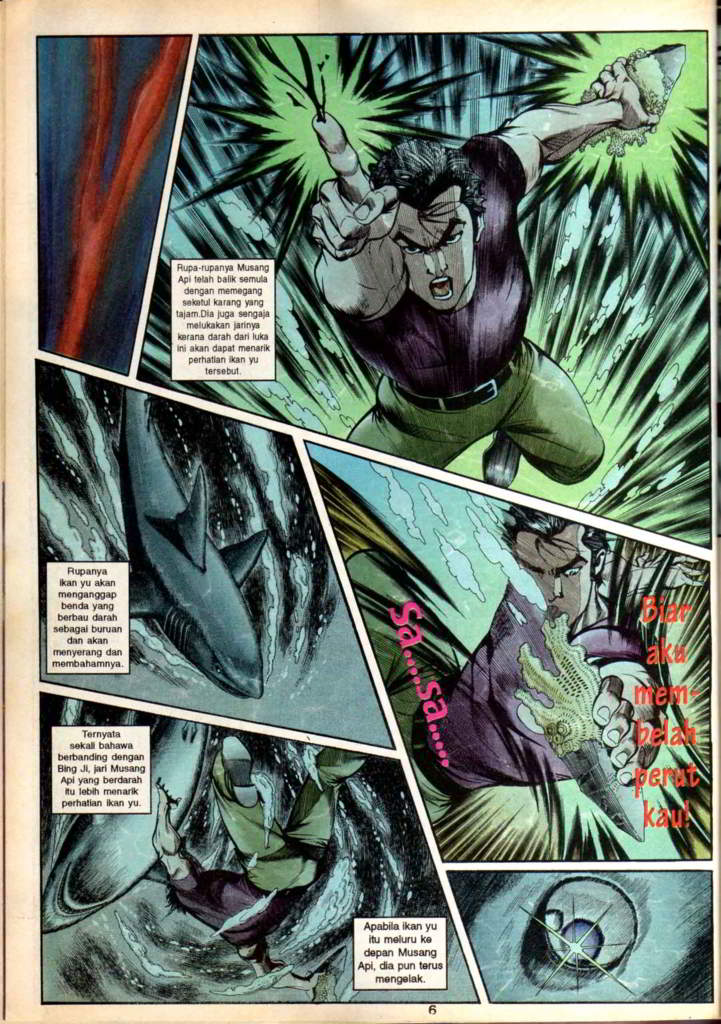 Rupa-rupanya Musang
Api telah balik semula
dengan memegang
seketul karang yang
tajam.Dia juga sengaja
melukakan jarinya
kerana darah dari luka
ini akan dapat menarik
perhatian ikan yu
tersebut.
Rupanya
ikan yu akan
menganggap
benda yang
berbau darah
sebagai buruan
dan akan
menyerang dan
membahamnya.
sa....sa.....
Biar
aku
mem-
belah
perut
kau!
Ternyata
sekali bahawa
berbanding dengan
Bing Ji, jari Musang
Api yang berdarah
itu lebih menarik
perhatian ikan yu.
Apabila ikan yu
itu meluru ke
depan Musang
Api, dia pun terus
mengelak.
6